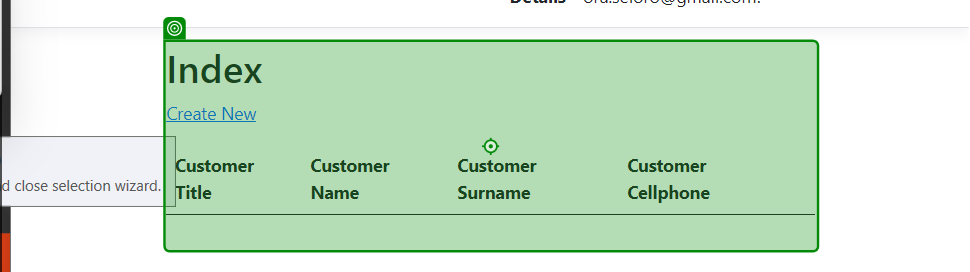 Details
Index
Create New
Customer Title
Customer Name
Customer Surname
Customer Cellphone
d close selection wizard.